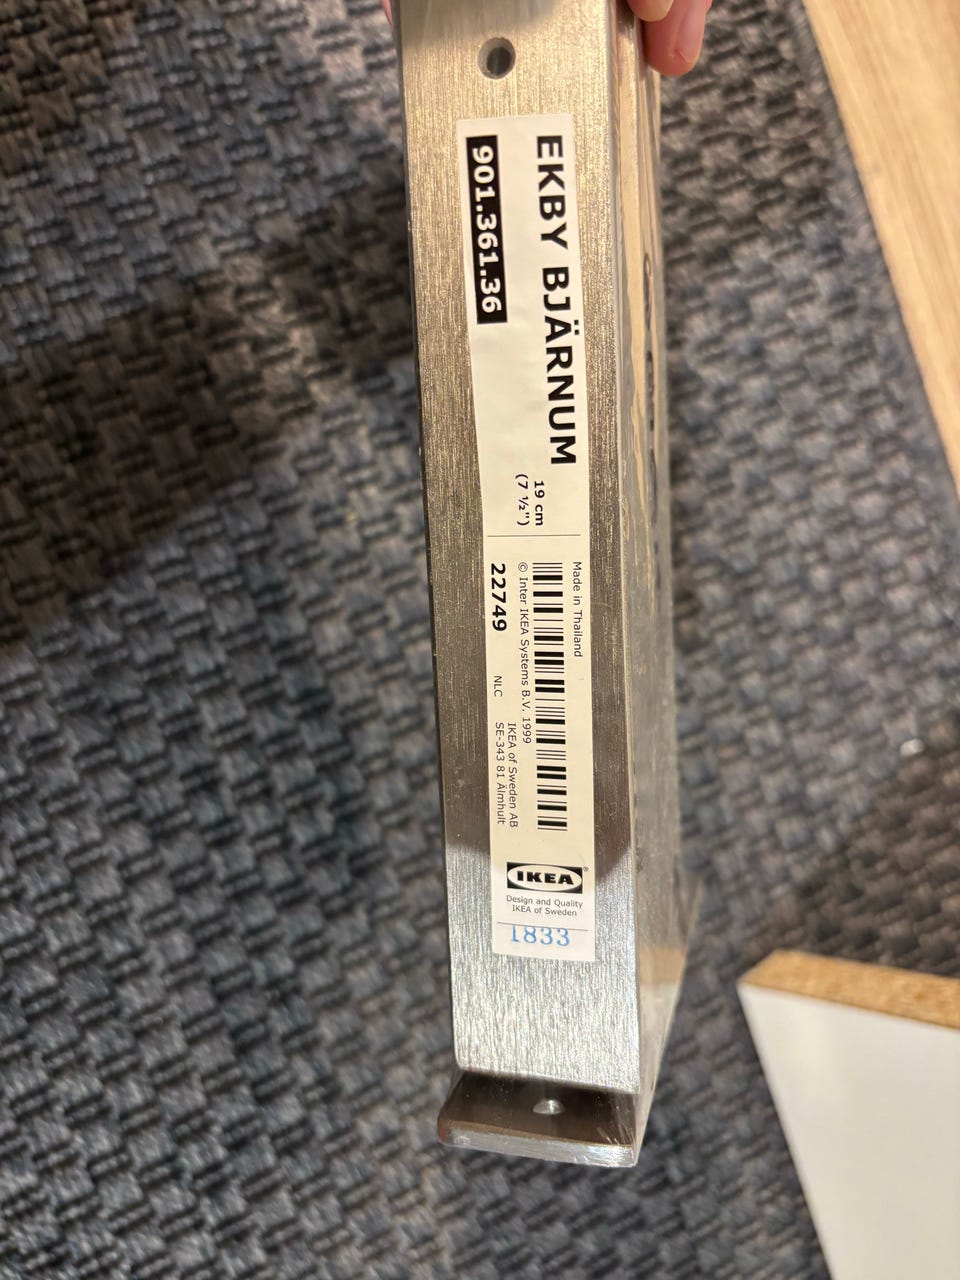 EKBY BJÄRNUM
901.361.36
19 cm
(7 ½")
Made in Thailand
© Inter IKEA Systems B.V. 1999
22749
NLC
IKEA of Sweden AB
SE-343 81 Älmhult
IKEA
®
Design and Quality
IKEA of Sweden
1833